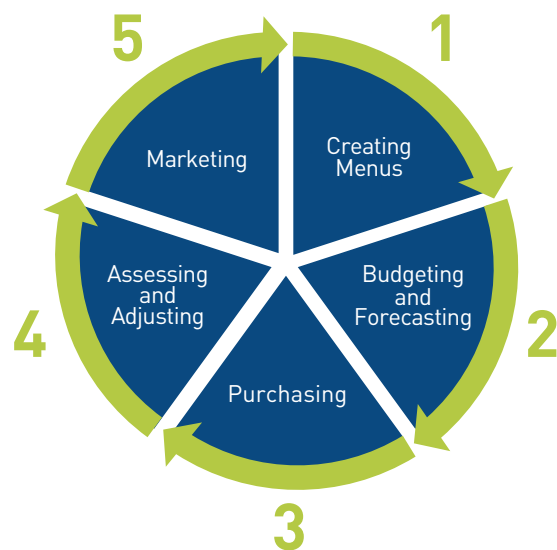 1
Creating
Menus
2
Budgeting
and
Forecasting
3
Purchasing
4
Assessing
and
Adjusting
5
Marketing